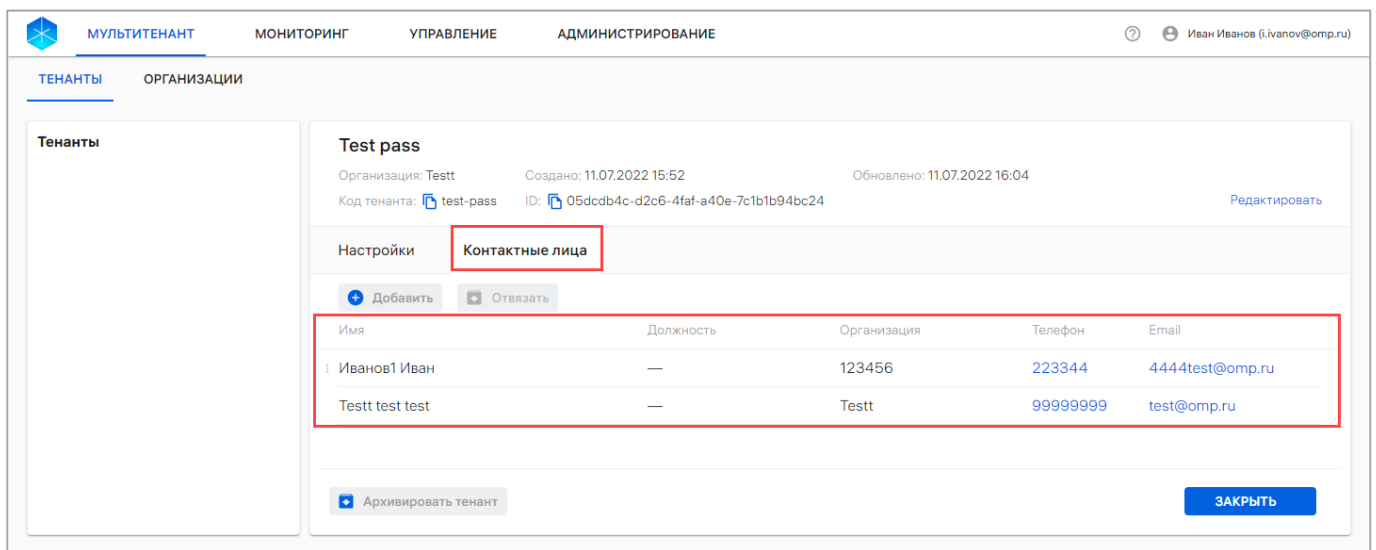 МУЛЬТИТЕНАНТ МОНИТОРИНГ УПРАВЛЕНИЕ АДМИНИСТРИРОВАНИЕ Иван Иванов (i.ivanov@omp.ru)
ТЕНАНТЫ ОРГАНИЗАЦИИ
Тенанты
Test pass
Организация: Testt Создано: 11.07.2022 15:52 Обновлено: 11.07.2022 16:04
Код тенанта: test-pass ID: 05dcdb4c-d2c6-4faf-a40e-7c1b1b94bc24 Редактировать
Настройки Контактные лица
Добавить Отвязать
Имя Должность Организация Телефон Email
Иванов1 Иван — 123456 223344 4444test@omp.ru
Testt test test — Testt 99999999 test@omp.ru
Архивировать тенант ЗАКРЫТЬ